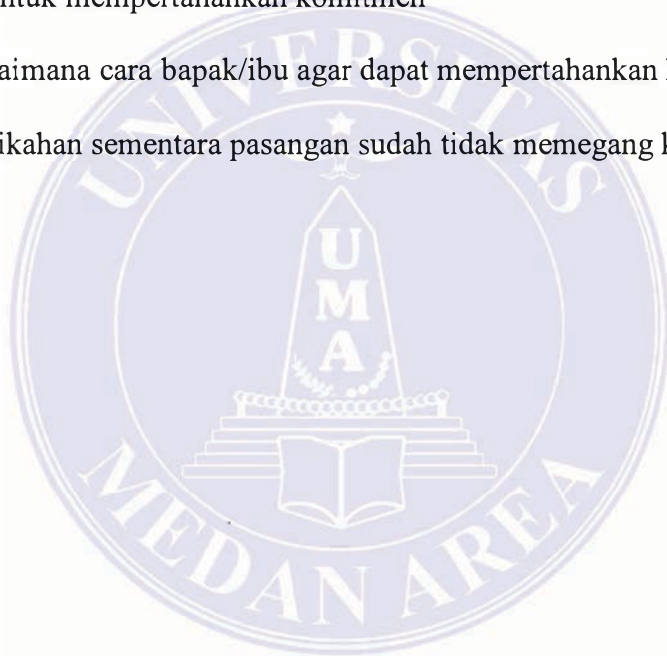 ntuk mempertahankan komitmen
aimana cara bapak/ibu agar dapat mempertahankan
ikahan sementara pasangan sudah tidak memegang
UNIVERSITAS
U
M
A
MEDAN AREA